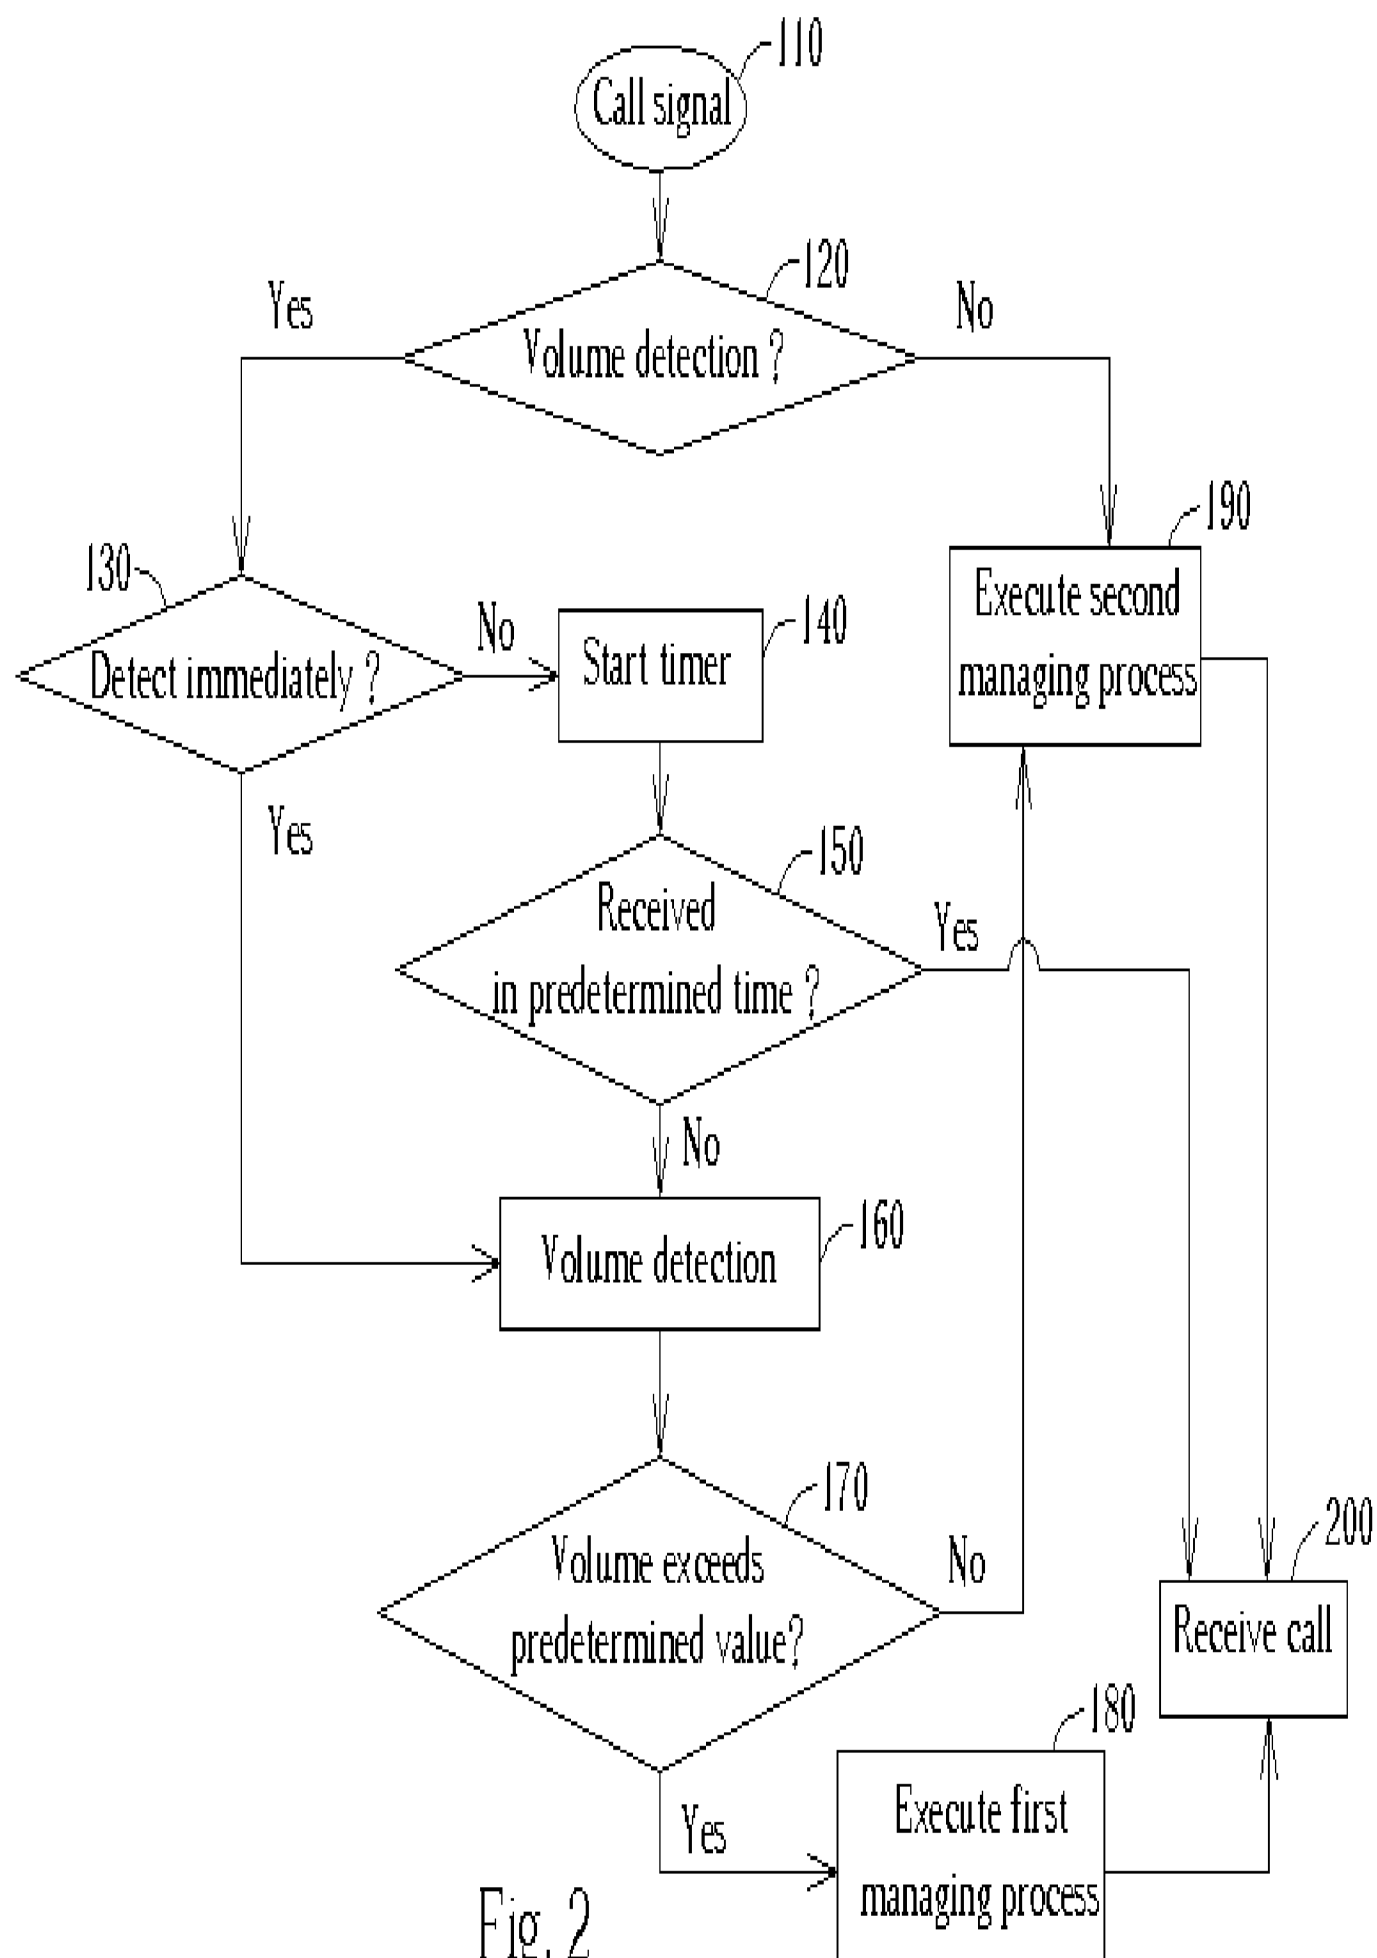 110
Call signal
120
Yes
No
Volume detection ?
190
130
Execute second
managing process
No
140
Start timer
Detect immediately ?
Yes
150
Received
in predetermined time ?
Yes
No
160
Volume detection
170
200
Volume exceeds
predetermined value?
No
Receive call
180
Yes
Execute first
managing process
Fig. 2